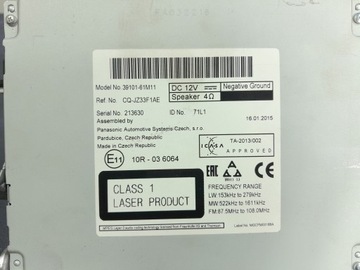 Model No 39101-61M11
DC 12V
Negative Ground
Speaker 4Ω
Ref. No. CQ-JZ33F1AE
Serial No 213630
ID 71L1
16.01.2015
Assembled by
Panasonic Automotive Systems Czech, s.r.o.
Pardubice, Czech Republic
Made in Czech Republic
E11
10R - 03 6064
ICASA
TA-2013/002
APPROVED
CLASS 1
LASER PRODUCT
FREQUENCY RANGE
LW:153kHz to 279kHz
MW:522kHz to 1611kHz
FM:87.5MHz to 108.0MHz